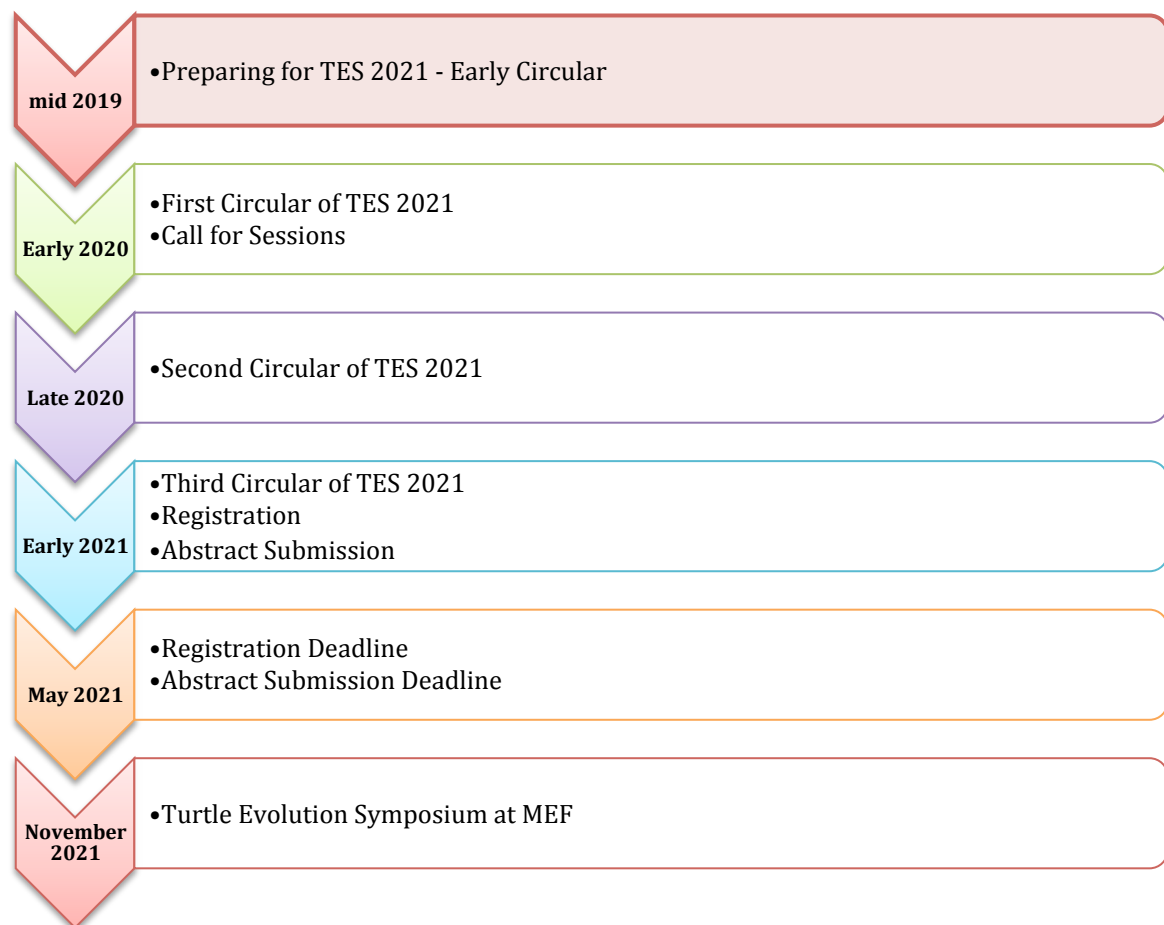 mid 2019
•Preparing for TES 2021 - Early Circular
Early 2020
•First Circular of TES 2021
•Call for Sessions
Late 2020
•Second Circular of TES 2021
Early 2021
•Third Circular of TES 2021
•Registration
•Abstract Submission
May 2021
•Registration Deadline
•Abstract Submission Deadline
November
2021
•Turtle Evolution Symposium at MEF